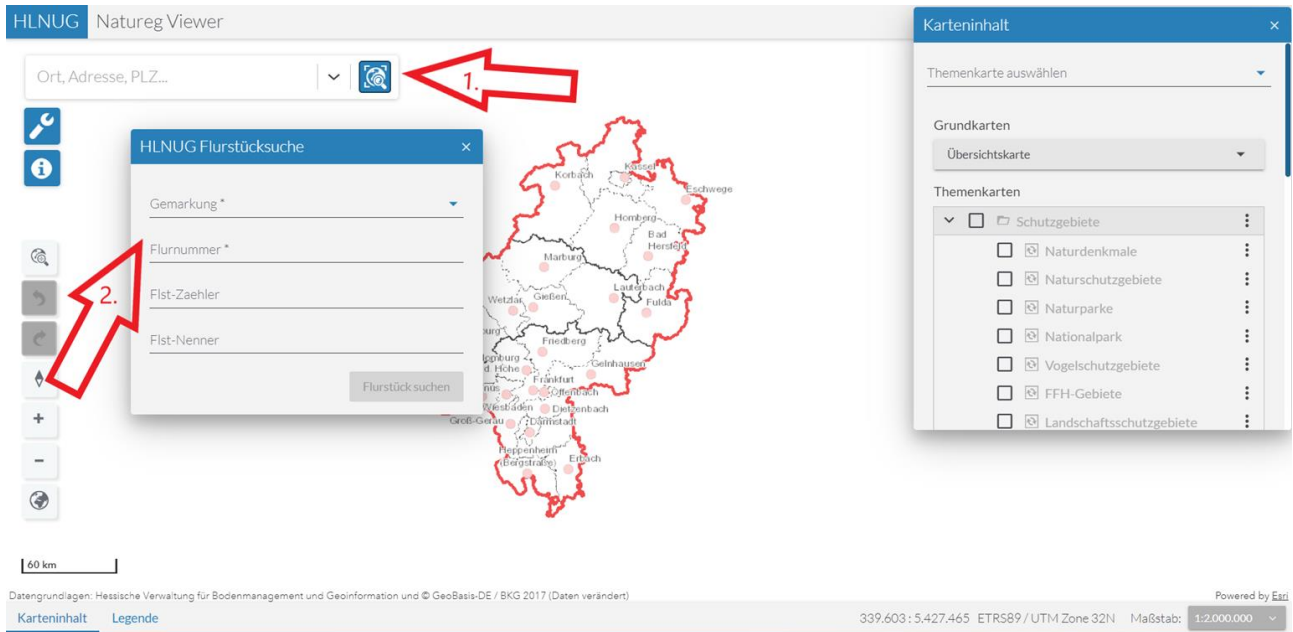 HLNUG Natureg Viewer
Ort, Adresse, PLZ...
1.
HLNUG Flurstücksuche
Gemarkung *
Flurnummer *
Flst-Zaehler
Flst-Nenner
Flurstück suchen
2.
Kassel
Korbach
Eschwege
Homberg
Bad
Hersfeld
Marburg
Lauterbach
Wetzlar
Gießen
Fulda
Friedberg
Gelnhausen
d. Höhe
Frankfurt
Offenbach
Wiesbaden
Dietzenbach
Groß-Gerau
Darmstadt
Heppenheim
(Bergstraße)
Erbach
Karteninhalt
Themenkarte auswählen
Grundkarten
Übersichtskarte
Themenkarten
Schutzgebiete
Naturdenkmale
Naturschutzgebiete
Naturparke
Nationalpark
Vogelschutzgebiete
FFH-Gebiete
Landschaftsschutzgebiete
60 km
Datengrundlagen: Hessische Verwaltung für Bodenmanagement und Geoinformation und © GeoBasis-DE / BKG 2017 (Daten verändert)
Powered by Esri
Karteninhalt Legende
339.603 : 5.427.465 ETRS89 / UTM Zone 32N Maßstab: 1:2.000.000